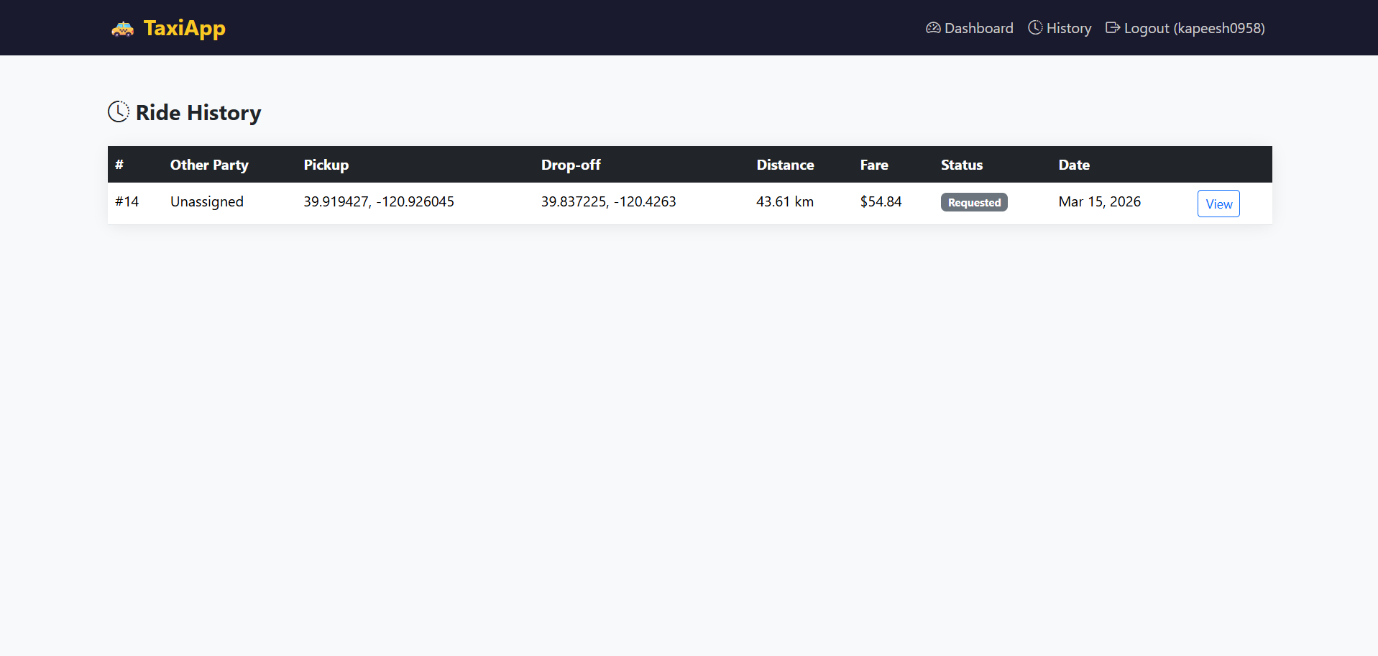 TaxiApp Dashboard History Logout (kapeesh0958)
Ride History
# Other Party Pickup Drop-off Distance Fare Status Date
#14 Unassigned 39.919427, -120.926045 39.837225, -120.4263 43.61 km $54.84 Requested Mar 15, 2026 View